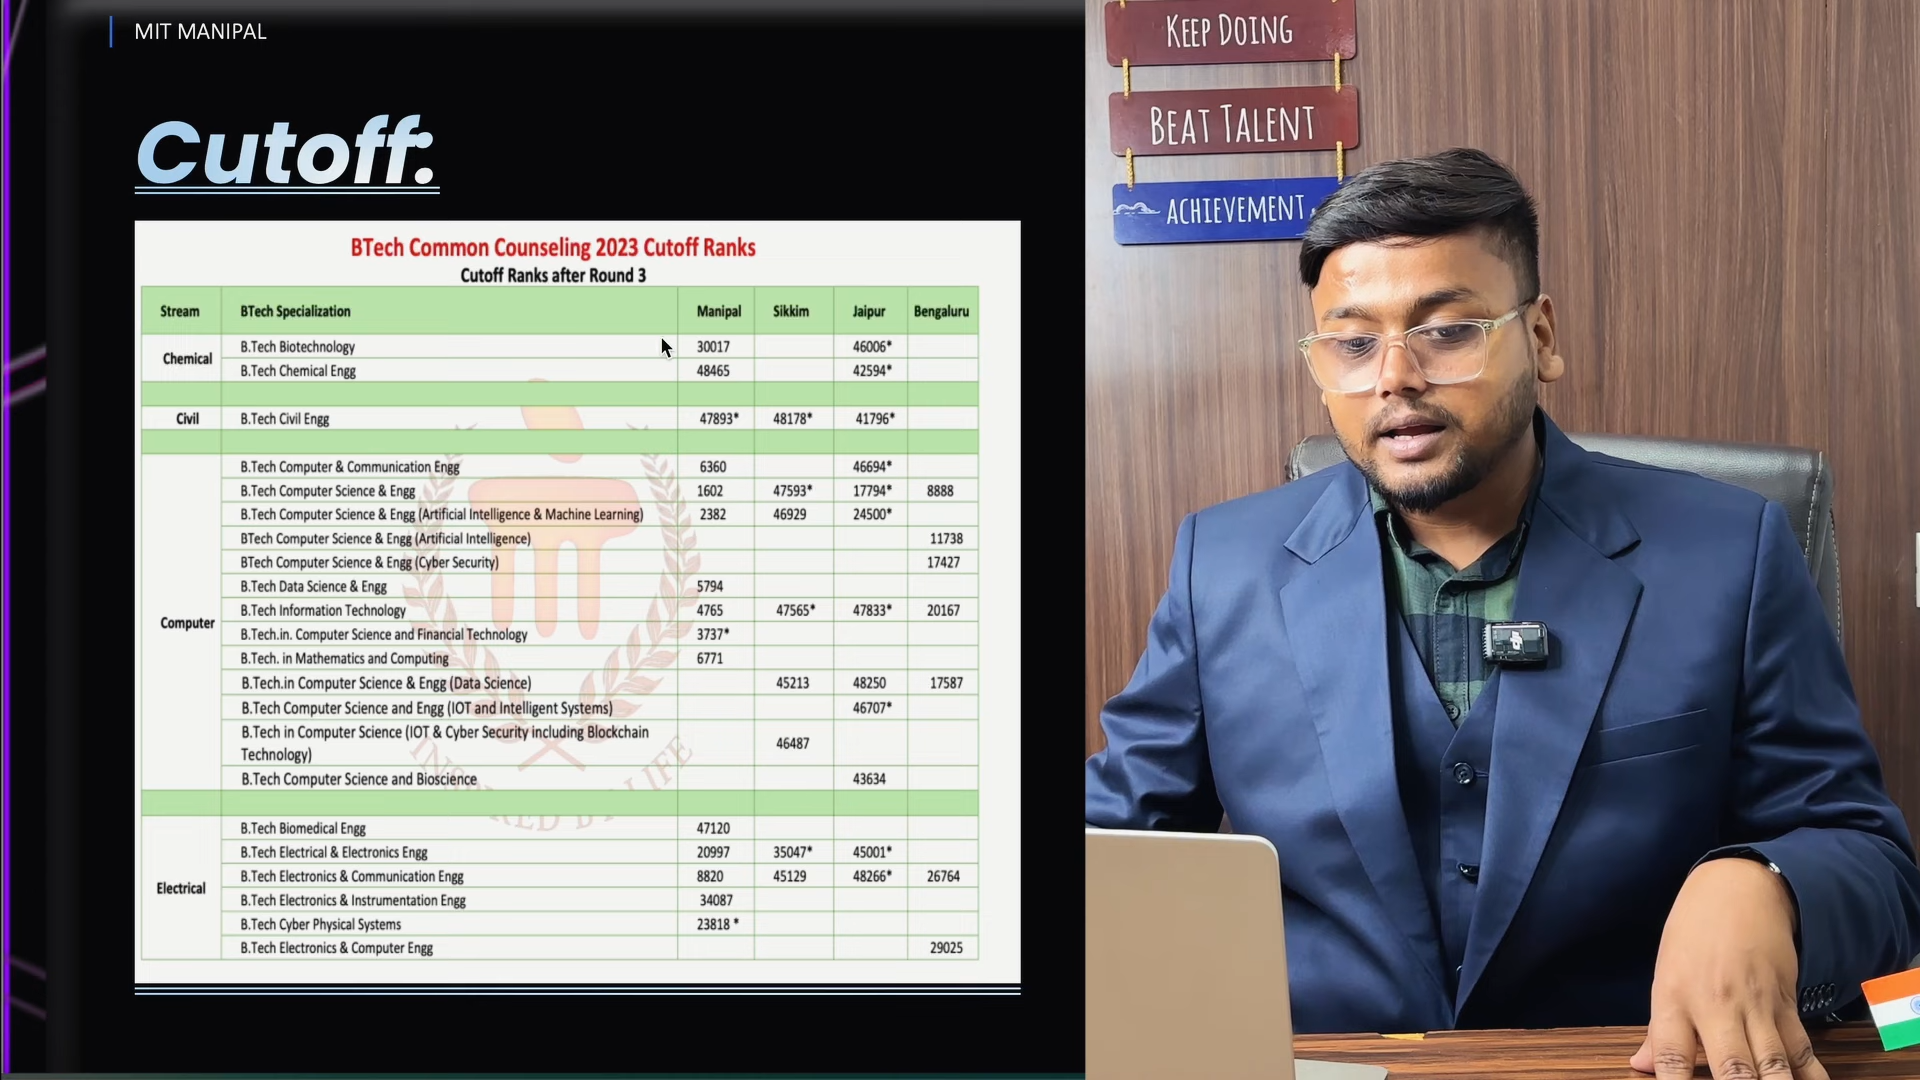 MIT MANIPAL
Cutoff:
BTech Common Counseling 2023 Cutoff Ranks
Cutoff Ranks after Round 3
Stream BTech Specialization Manipal Sikkim Jaipur Bengaluru
Chemical
B.Tech Biotechnology 30017 46006*
B.Tech Chemical Engg 48465 42594*
Civil B.Tech Civil Engg 47893* 48178* 41796*
Computer
B.Tech Computer & Communication Engg 6360 46694*
B.Tech Computer Science & Engg 1602 47593* 17794* 8888
B.Tech Computer Science & Engg (Artificial Intelligence & Machine Learning) 2382 46929 24500*
BTech Computer Science & Engg (Artificial Intelligence) 11738
BTech Computer Science & Engg (Cyber Security) 17427
B.Tech Data Science & Engg 5794
B.Tech Information Technology 4765 47565* 47833* 20167
B.Tech.in. Computer Science and Financial Technology 3737*
B.Tech. in Mathematics and Computing 6771
B.Tech.in Computer Science & Engg (Data Science) 45213 48250 17587
B.Tech Computer Science and Engg (IOT and Intelligent Systems) 46707*
B.Tech in Computer Science (IOT & Cyber Security including Blockchain
Technology) 46487
B.Tech Computer Science and Bioscience 43634
Electrical
B.Tech Biomedical Engg 47120
B.Tech Electrical & Electronics Engg 20997 35047* 45001*
B.Tech Electronics & Communication Engg 8820 45129 48266* 26764
B.Tech Electronics & Instrumentation Engg 34087
B.Tech Cyber Physical Systems 23818 *
B.Tech Electronics & Computer Engg 29025
KEEP DOING
BEAT TALENT
ACHIEVEMENT